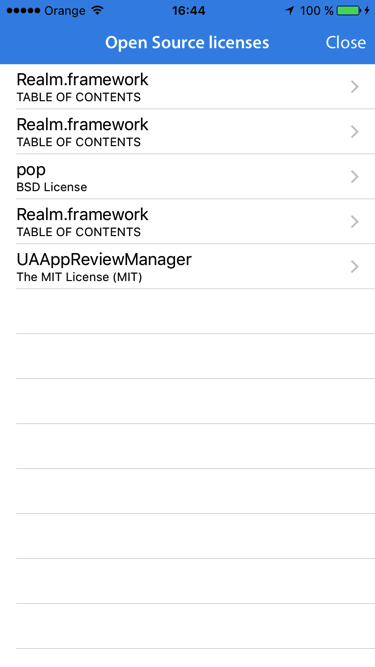 Orange 16:44 100 %
Open Source licenses Close
Realm.framework
TABLE OF CONTENTS
Realm.framework
TABLE OF CONTENTS
pop
BSD License
Realm.framework
TABLE OF CONTENTS
UAAppReviewManager
The MIT License (MIT)